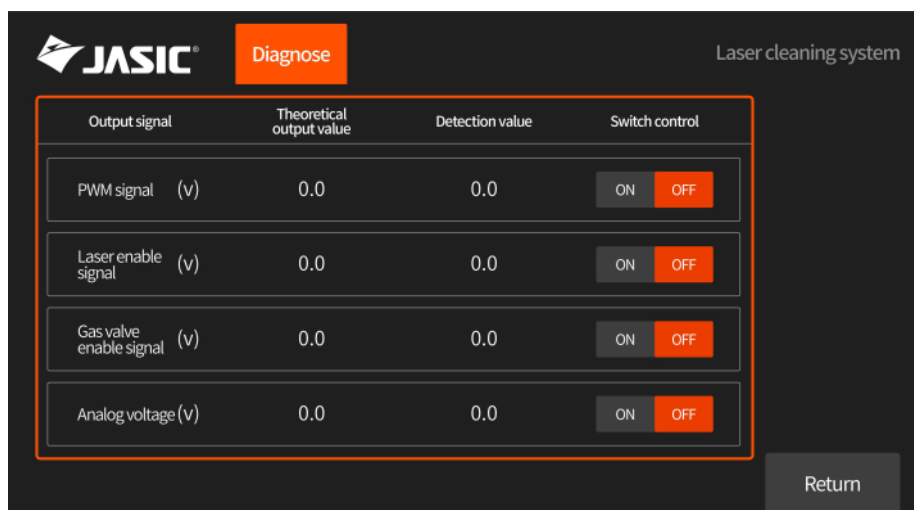 JASIC®
Diagnose
Laser cleaning system
Output signal
Theoretical
output value
Detection value
Switch control
PWM signal (v) 0.0 0.0 ON OFF
Laser enable
signal
(v) 0.0 0.0 ON OFF
Gas valve
enable signal
(v) 0.0 0.0 ON OFF
Analog voltage(v) 0.0 0.0 ON OFF
Return